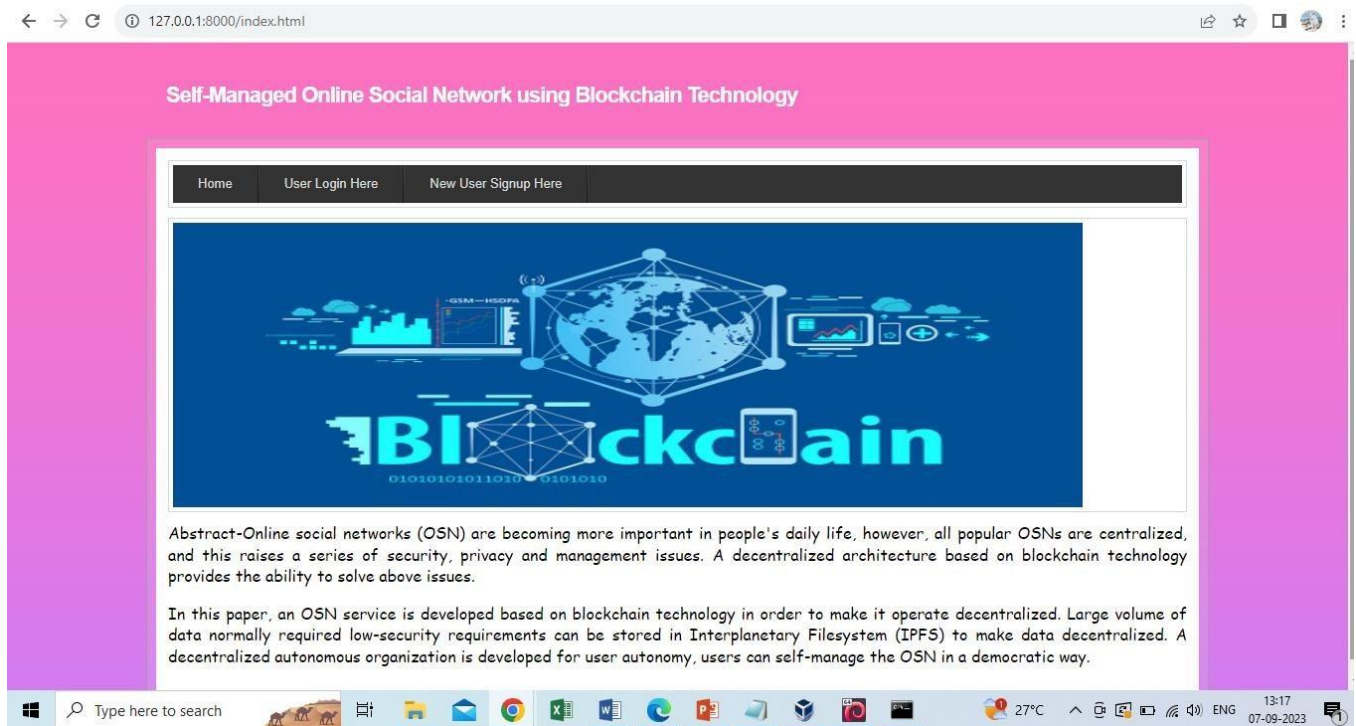 127.0.0.1:8000/index.html
Self-Managed Online Social Network using Blockchain Technology
Home User Login Here New User Signup Here
GSM—HSDPA
Blockchain
01010101011010 0101010
Abstract-Online social networks (OSN) are becoming more important in people's daily life, however, all popular OSNs are centralized,
and this raises a series of security, privacy and management issues. A decentralized architecture based on blockchain technology
provides the ability to solve above issues.
In this paper, an OSN service is developed based on blockchain technology in order to make it operate decentralized. Large volume of
data normally required low-security requirements can be stored in Interplanetary Filesystem (IPFS) to make data decentralized. A
decentralized autonomous organization is developed for user autonomy, users can self-manage the OSN in a democratic way.
Type here to search
27°C ENG 13:17
07-09-2023